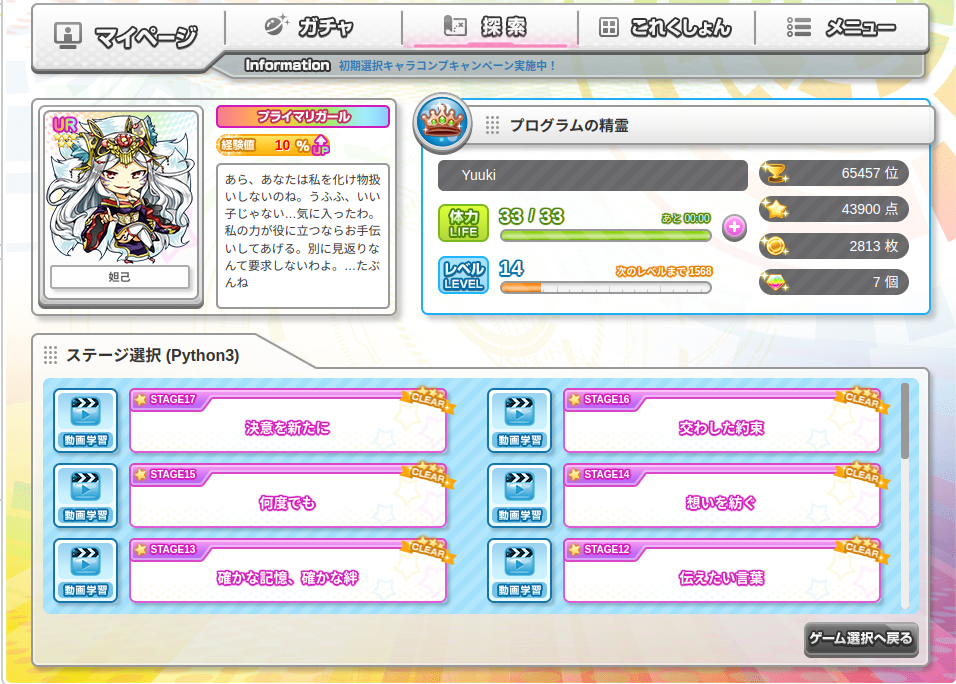 マイページ
ガチャ
探索
これくしょん
メニュー
Information 初期選択キャラコンプキャンペーン実施中！
UR
妲己
プライマリガール
経験値 10 % UP
あら、あなたは私を化け物扱
いしないのね。うふふ、いい
子じゃない…気に入ったわ。
私の力が役に立つならお手伝
いしてあげる。別に見返りな
んて要求しないわよ。…たぶ
んね
プログラムの精霊
Yuuki
体力 LIFE 33 / 33 あと 00:00
レベル LEVEL 14 次のレベルまで 1568
65457 位
43900 点
2813 枚
7 個
ステージ選択 (Python3)
動画学習 STAGE17 CLEAR
決意を新たに
動画学習 STAGE16 CLEAR
交わした約束
動画学習 STAGE15 CLEAR
何度でも
動画学習 STAGE14 CLEAR
想いを紡ぐ
動画学習 STAGE13 CLEAR
確かな記憶、確かな絆
動画学習 STAGE12 CLEAR
伝えたい言葉
ゲーム選択へ戻る